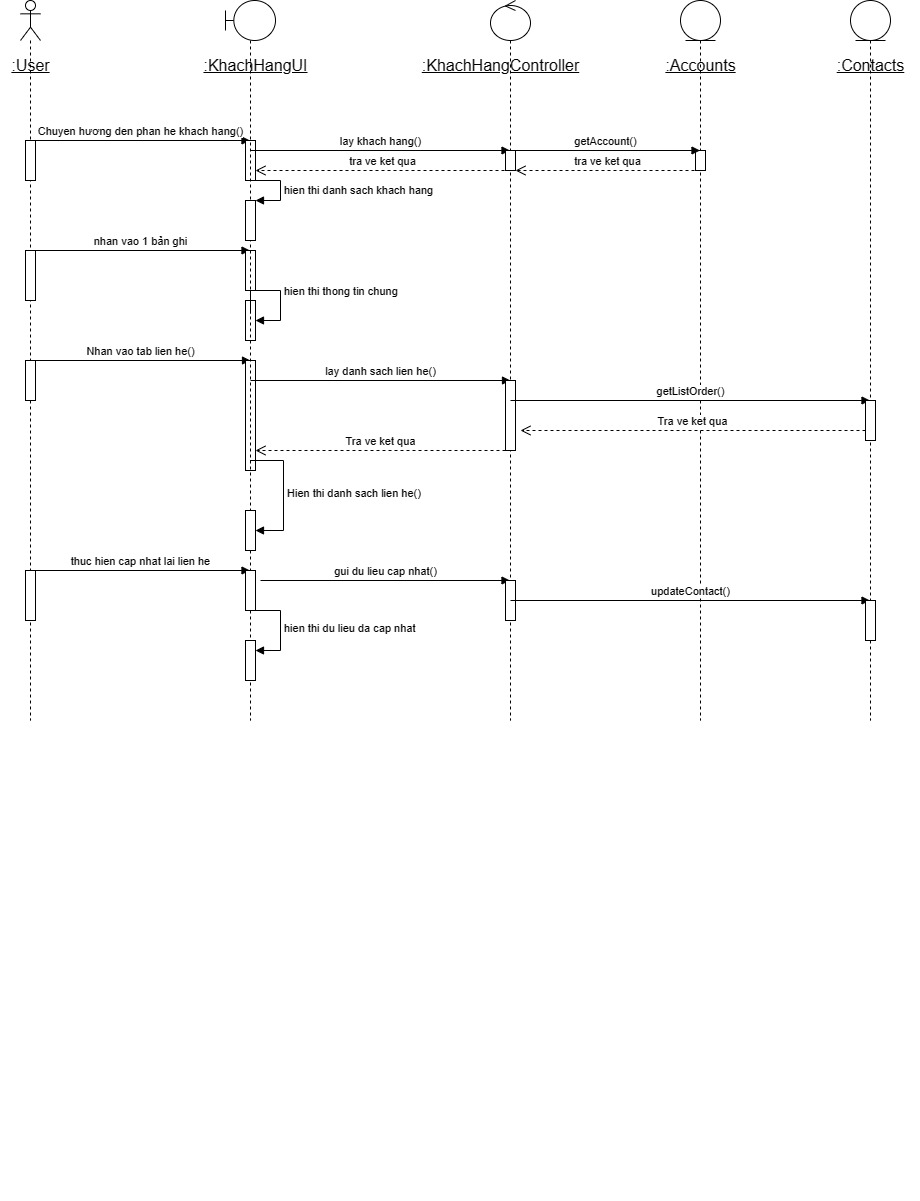 :User
:KhachHangUI
:KhachHangController
:Accounts
:Contacts
Chuyen hương den phan he khach hang()
lay khach hang()
getAccount()
tra ve ket qua
tra ve ket qua
hien thi danh sach khach hang
nhan vao 1 bản ghi
hien thi thong tin chung
Nhan vao tab lien he()
lay danh sach lien he()
getListOrder()
Tra ve ket qua
Tra ve ket qua
Hien thi danh sach lien he()
thuc hien cap nhat lai lien he
gui du lieu cap nhat()
updateContact()
hien thi du lieu da cap nhat